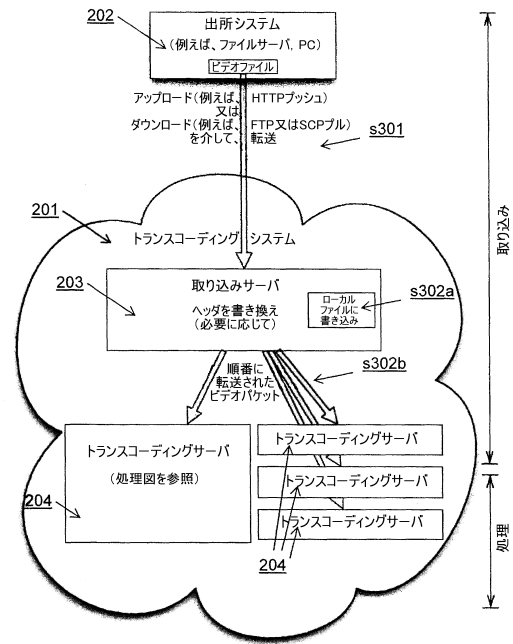 202
出所システム
(例えば、ファイルサーバ, PC)
ビデオファイル
アップロード(例えば、HTTPプッシュ)
又は
ダウンロード(例えば、FTP又はSCPプル)
を介して、転送
s301
201
トランスコーディングシステム
取り込み
203
取り込みサーバ
ヘッダを書き換え
(必要に応じて)
s302a
ローカル
ファイルに
書き込み
s302b
順番に
転送された
ビデオパケット
トランスコーディングサーバ
(処理図を参照)
204
トランスコーディングサーバ
トランスコーディングサーバ
トランスコーディングサーバ
204
処理